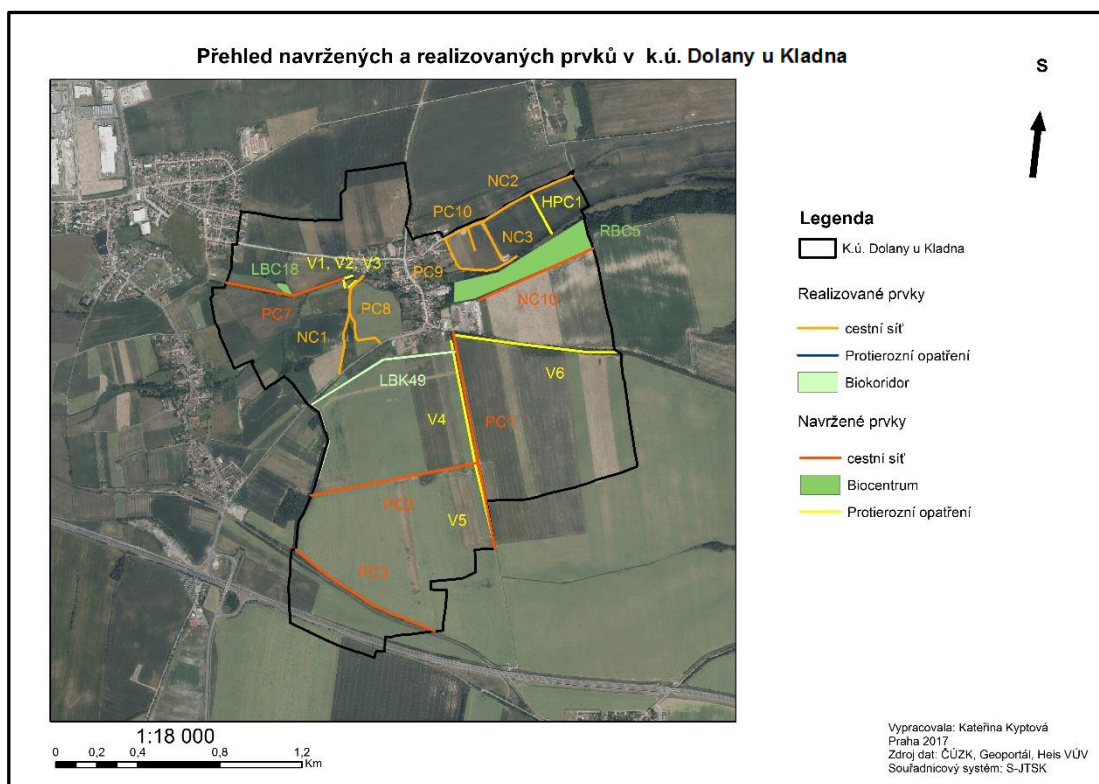 Přehled navržených a realizovaných prvků v k.ú. Dolany u Kladna
S
NC2
HPC1
PC10
NC3
RBC5
PC9
LBC18
V1, V2, V3
PC8
PC7
NC10
NC1
LBK49
V6
V4
PC1
PC2
V5
PC3
Legenda
K.ú. Dolany u Kladna
Realizované prvky
cestní síť
Protierozní opatření
Biokoridor
Navržené prvky
cestní síť
Biocentrum
Protierozní opatření
1:18 000
0 0,2 0,4 0,8 1,2
Km
Vypracovala: Kateřina Kyptová
Praha 2017
Zdroj dat: ČÚZK, Geoportál, Heis VÚV
Souřadnicový systém: S-JTSK